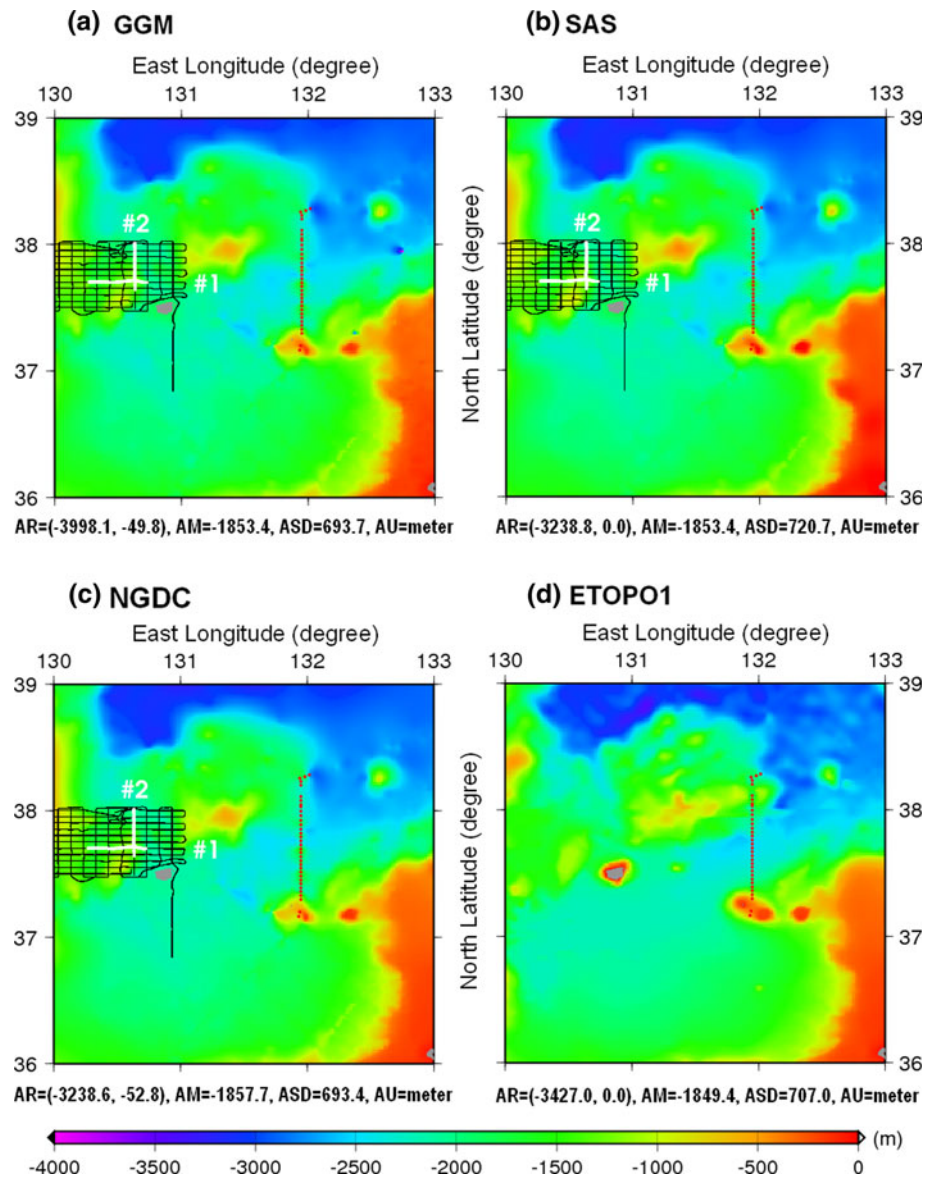 (a) GGM
East Longitude (degree)
130 131 132 133
39
38
37
36
#2
#1
AR=(-3998.1, -49.8), AM=-1853.4, ASD=693.7, AU=meter
(b) SAS
East Longitude (degree)
130 131 132 133
North Latitude (degree)
39
38
37
36
#2
#1
AR=(-3238.8, 0.0), AM=-1853.4, ASD=720.7, AU=meter
(c) NGDC
East Longitude (degree)
130 131 132 133
39
38
37
36
#2
#1
AR=(-3238.6, -52.8), AM=-1857.7, ASD=693.4, AU=meter
(d) ETOPO1
East Longitude (degree)
130 131 132 133
North Latitude (degree)
39
38
37
36
AR=(-3427.0, 0.0), AM=-1849.4, ASD=707.0, AU=meter
(m)
-4000 -3500 -3000 -2500 -2000 -1500 -1000 -500 0